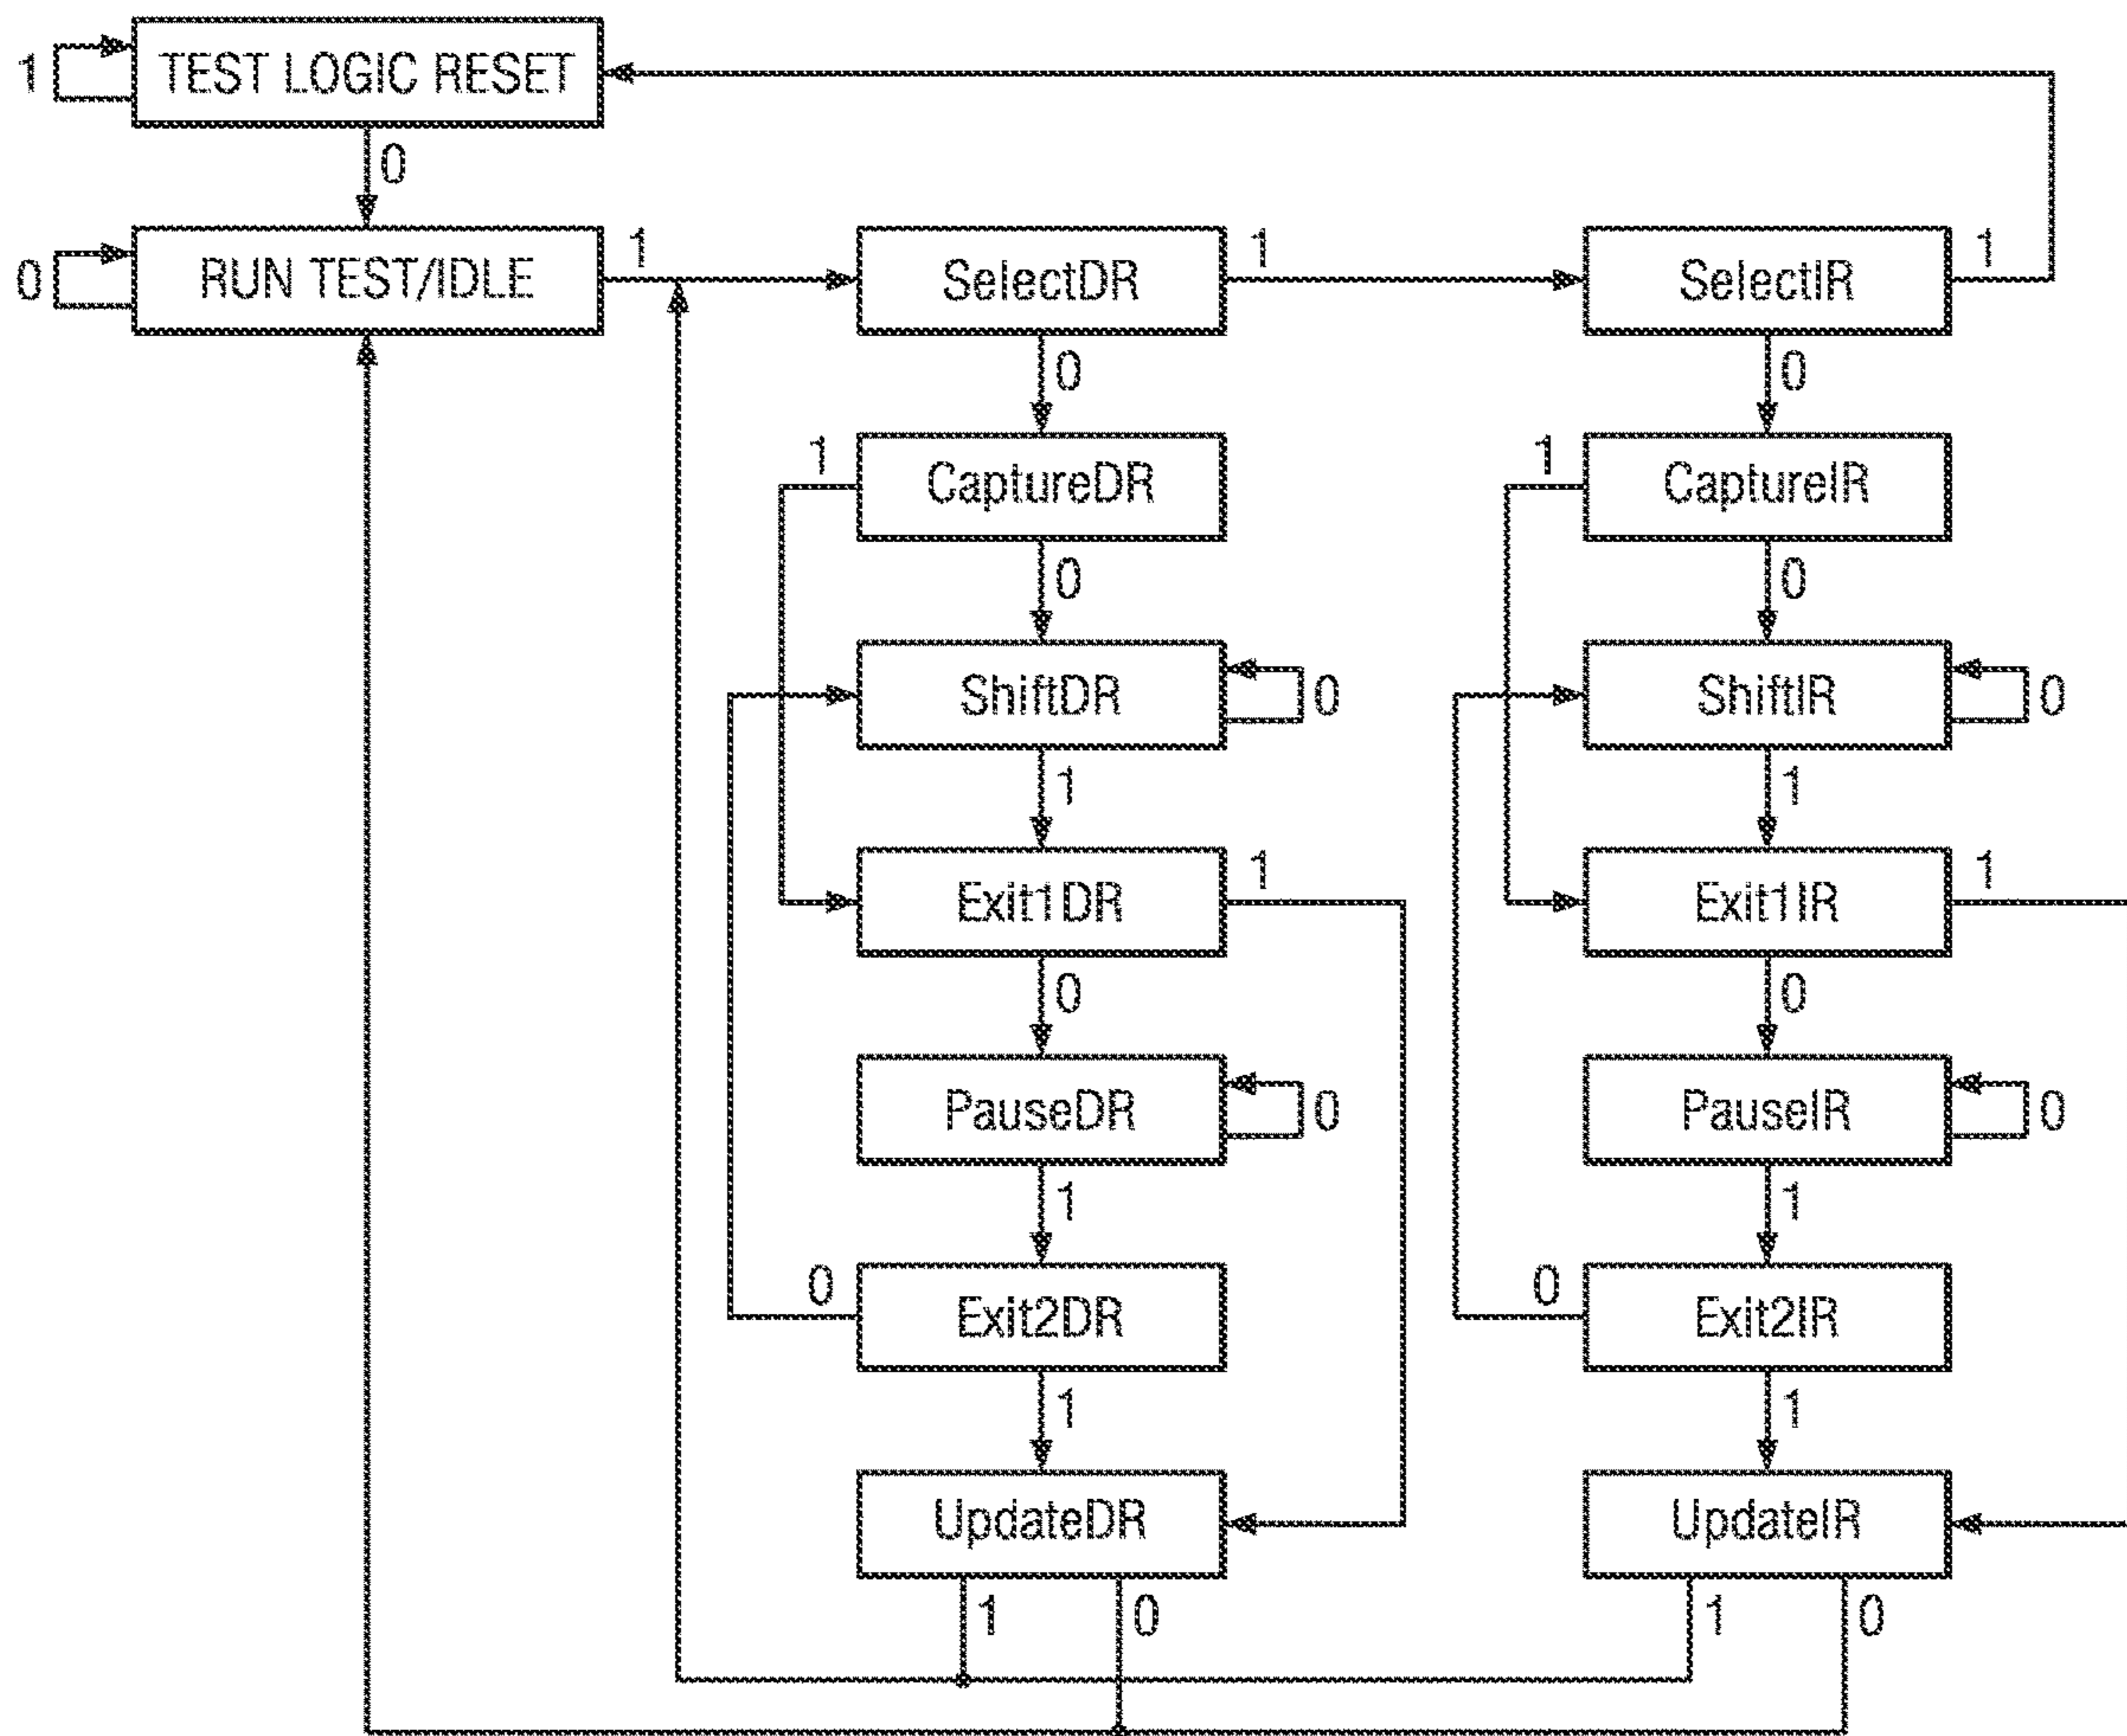 1 TEST LOGIC RESET
0
0 RUN TEST/IDLE 1 SelectDR 1 SelectIR 1
0 0
1 CaptureDR 1 CaptureIR
0 0
ShiftDR 0 ShiftIR 0
1 1
Exit1DR 1 Exit1IR 1
0 0
PauseDR 0 PauseIR 0
1 1
0 Exit2DR 0 Exit2IR
1 1
UpdateDR UpdateIR
1 0 1 0